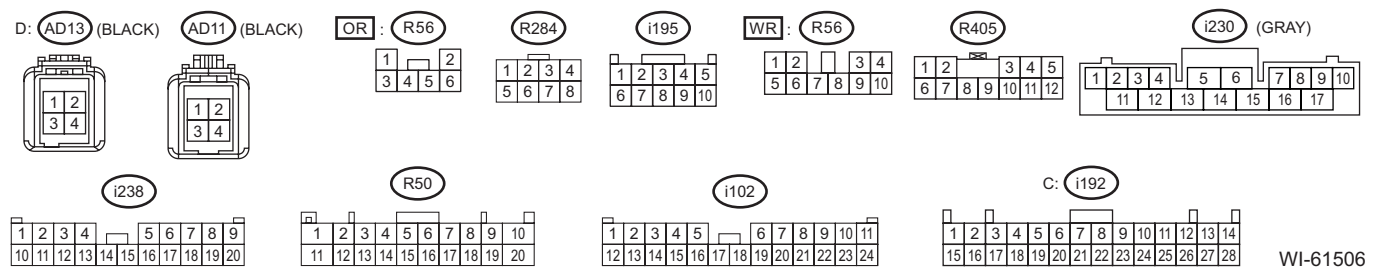 D: AD13 (BLACK) AD11 (BLACK) OR : R56 R284 i195 WR : R56 R405 i230 (GRAY)
1 2
3 4
1 2
3 4
1 2
3 4 5 6
1 2 3 4
5 6 7 8
1 2 3 4 5
6 7 8 9 10
1 2 3 4
5 6 7 8 9 10
1 2 3 4 5
6 7 8 9 10 11 12
1 2 3 4 5 6 7 8 9 10
11 12 13 14 15 16 17
i238 R50 i102 C: i192
1 2 3 4 5 6 7 8 9
10 11 12 13 14 15 16 17 18 19 20
1 2 3 4 5 6 7 8 9 10
11 12 13 14 15 16 17 18 19 20
1 2 3 4 5 6 7 8 9 10 11
12 13 14 15 16 17 18 19 20 21 22 23 24
1 2 3 4 5 6 7 8 9 10 11 12 13 14
15 16 17 18 19 20 21 22 23 24 25 26 27 28
WI-61506